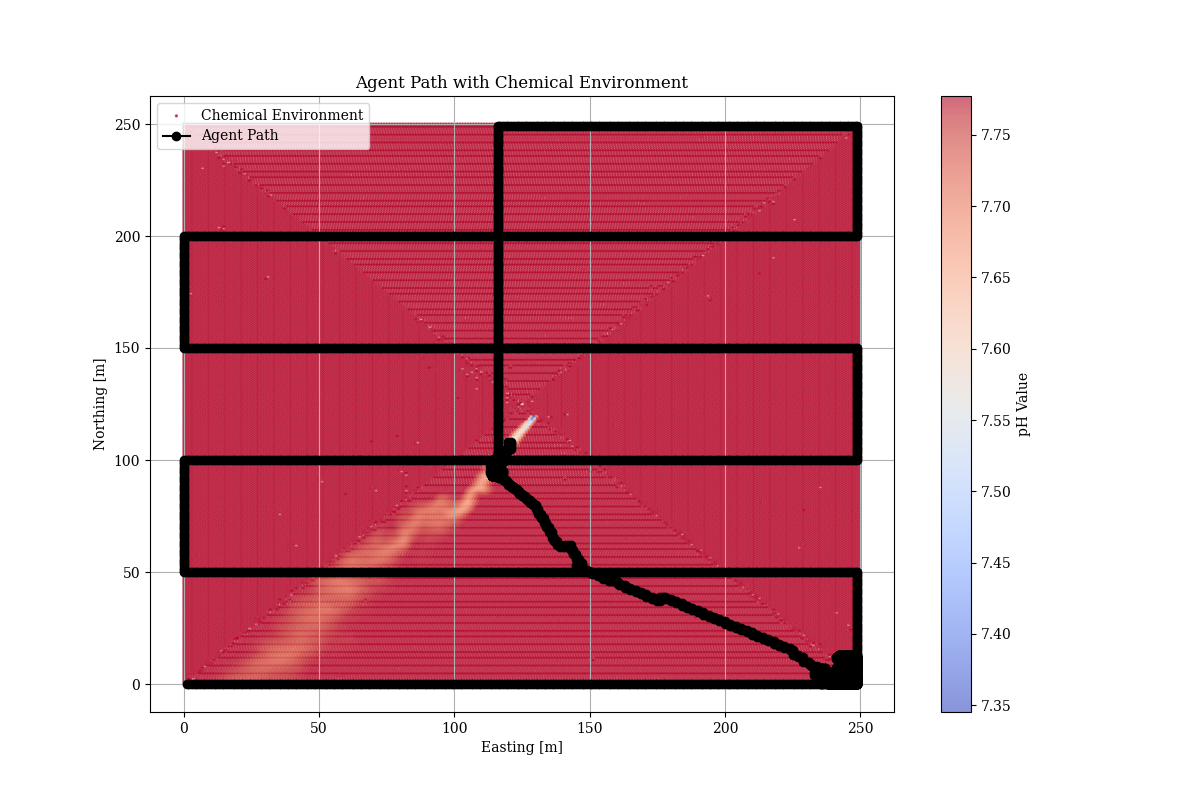 Agent Path with Chemical Environment
Chemical Environment
Agent Path
250
200
150
100
50
0
Northing [m]
0 50 100 150 200 250
Easting [m]
7.75
7.70
7.65
7.60
7.55
7.50
7.45
7.40
7.35
pH Value